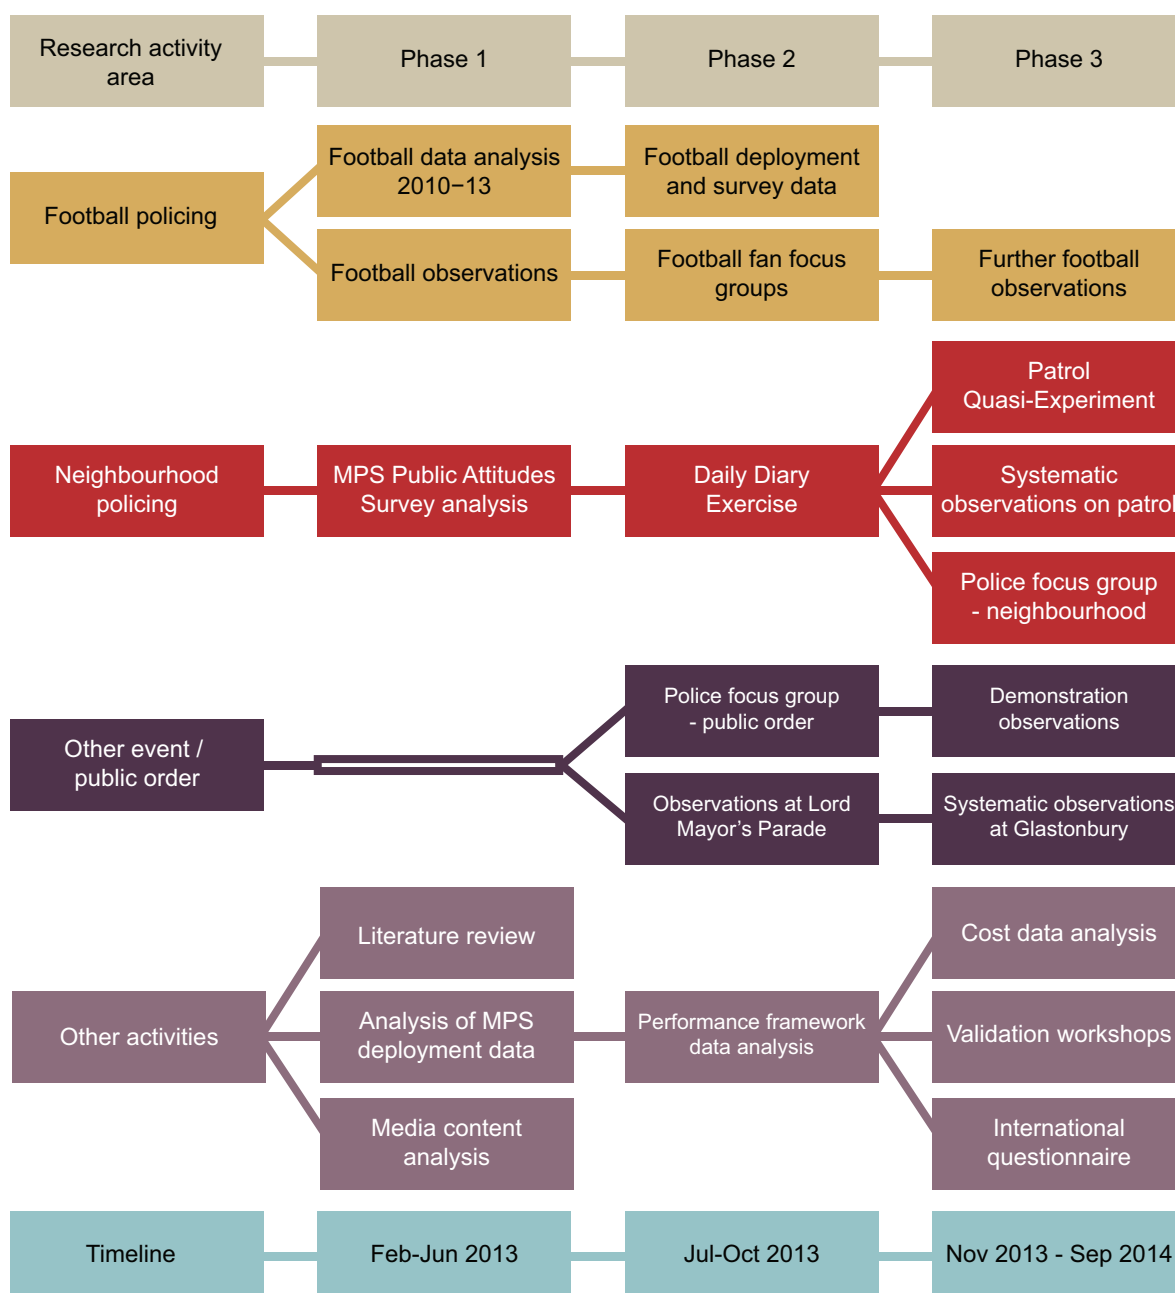 Research activity
area
Phase 1
Phase 2
Phase 3
Football policing
Football data analysis
2010−13
Football deployment
and survey data
Football observations
Football fan focus
groups
Further football
observations
Neighbourhood
policing
MPS Public Attitudes
Survey analysis
Daily Diary
Exercise
Patrol
Quasi-Experiment
Systematic
observations on patrol
Police focus group
- neighbourhood
Other event /
public order
Police focus group
- public order
Demonstration
observations
Observations at Lord
Mayor’s Parade
Systematic observations
at Glastonbury
Other activities
Literature review
Analysis of MPS
deployment data
Media content
analysis
Performance framework
data analysis
Cost data analysis
Validation workshops
International
questionnaire
Timeline
Feb-Jun 2013
Jul-Oct 2013
Nov 2013 - Sep 2014